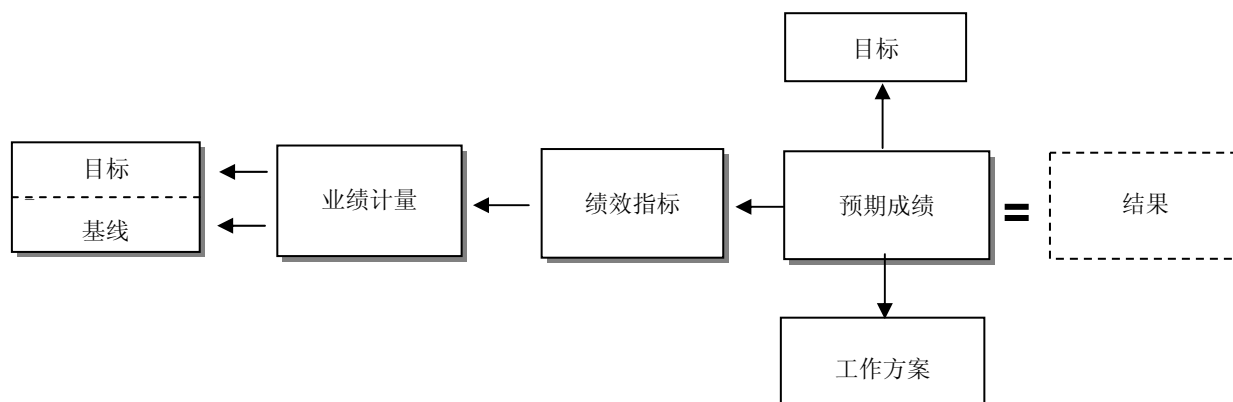 目标
目标
基线
业绩计量
绩效指标
预期成绩
=
结果
工作方案